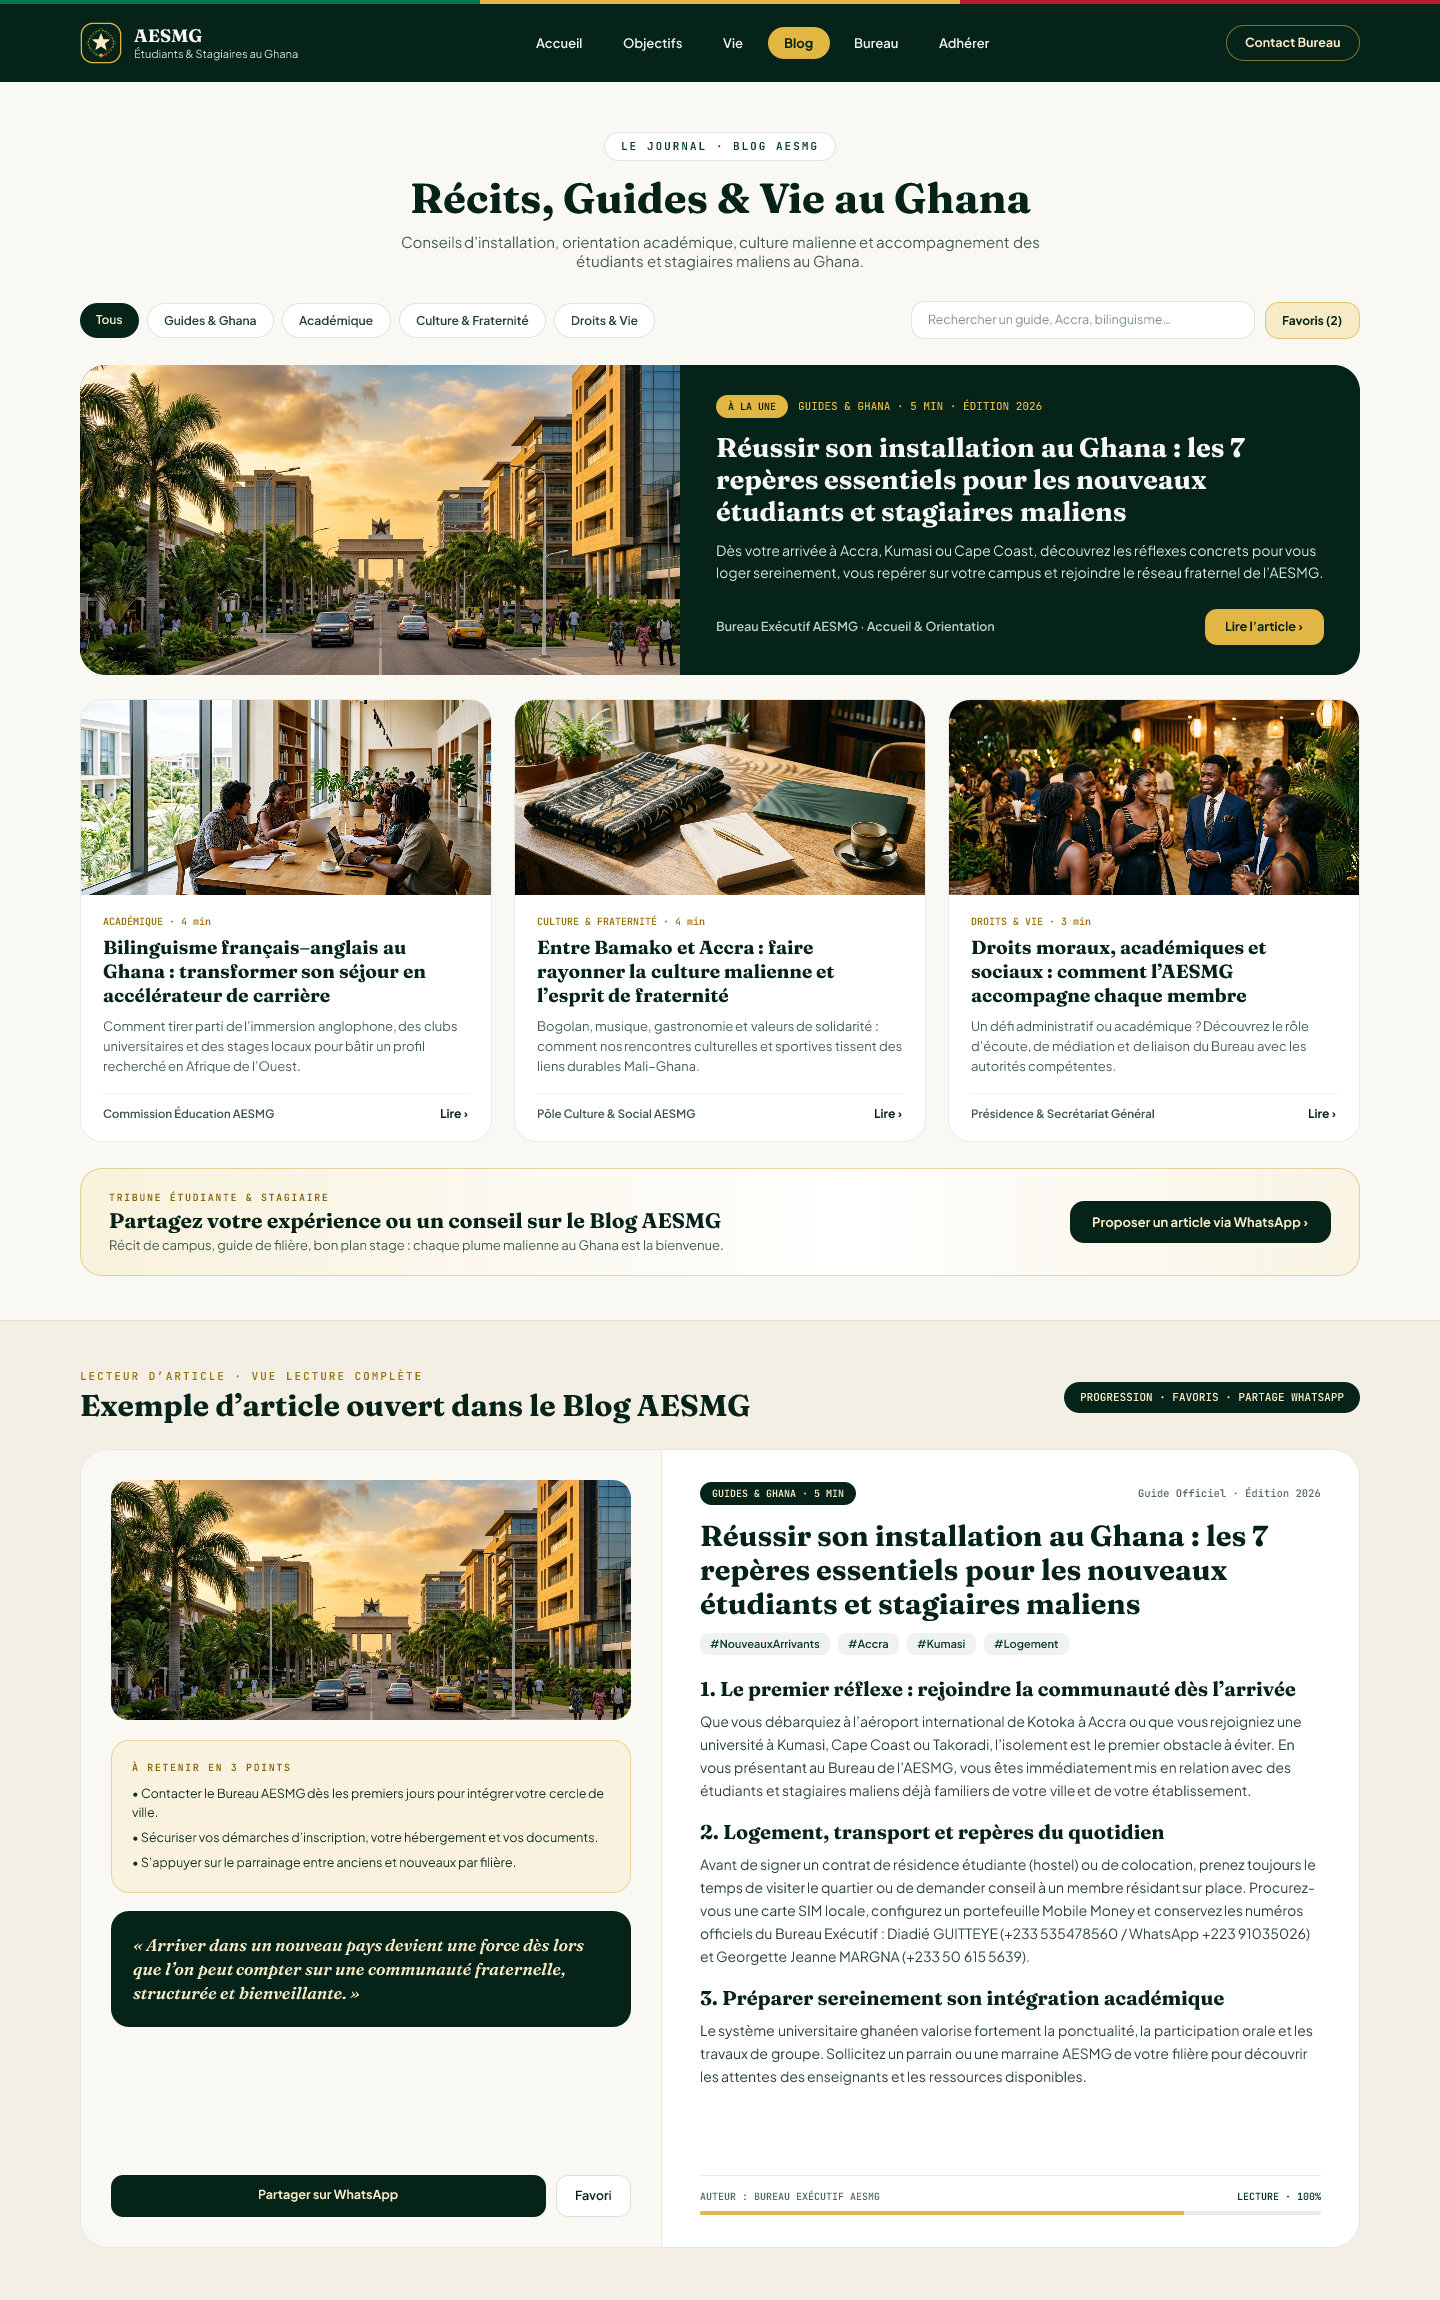 AESMG
Étudiants & Stagiaires au Ghana
Accueil
Objectifs
Vie
Blog
Bureau
Adhérer
Contact Bureau
LE JOURNAL · BLOG AESMG
Récits, Guides & Vie au Ghana
Conseils d’installation, orientation académique, culture malienne et accompagnement des
étudiants et stagiaires maliens au Ghana.
Tous
Guides & Ghana
Académique
Culture & Fraternité
Droits & Vie
Rechercher un guide, Accra, bilinguisme…
Favoris (2)
À LA UNE
GUIDES & GHANA · 5 MIN · ÉDITION 2026
Réussir son installation au Ghana : les 7
repères essentiels pour les nouveaux
étudiants et stagiaires maliens
Dès votre arrivée à Accra, Kumasi ou Cape Coast, découvrez les réflexes concrets pour vous
loger sereinement, vous repérer sur votre campus et rejoindre le réseau fraternel de l’AESMG.
Bureau Exécutif AESMG · Accueil & Orientation
Lire l’article ›
ACADÉMIQUE · 4 min
Bilinguisme français–anglais au
Ghana : transformer son séjour en
accélérateur de carrière
Comment tirer parti de l’immersion anglophone, des clubs
universitaires et des stages locaux pour bâtir un profil
recherché en Afrique de l’Ouest.
Commission Éducation AESMG
Lire ›
CULTURE & FRATERNITÉ · 4 min
Entre Bamako et Accra : faire
rayonner la culture malienne et
l’esprit de fraternité
Bogolan, musique, gastronomie et valeurs de solidarité :
comment nos rencontres culturelles et sportives tissent des
liens durables Mali–Ghana.
Pôle Culture & Social AESMG
Lire ›
DROITS & VIE · 3 min
Droits moraux, académiques et
sociaux : comment l’AESMG
accompagne chaque membre
Un défi administratif ou académique ? Découvrez le rôle
d’écoute, de médiation et de liaison du Bureau avec les
autorités compétentes.
Présidence & Secrétariat Général
Lire ›
TRIBUNE ÉTUDIANTE & STAGIAIRE
Partagez votre expérience ou un conseil sur le Blog AESMG
Récit de campus, guide de filière, bon plan stage : chaque plume malienne au Ghana est la bienvenue.
Proposer un article via WhatsApp ›
LECTEUR D’ARTICLE · VUE LECTURE COMPLÈTE
Exemple d’article ouvert dans le Blog AESMG
PROGRESSION · FAVORIS · PARTAGE WHATSAPP
À RETENIR EN 3 POINTS
• Contacter le Bureau AESMG dès les premiers jours pour intégrer votre cercle de
ville.
• Sécuriser vos démarches d’inscription, votre hébergement et vos documents.
• S’appuyer sur le parrainage entre anciens et nouveaux par filière.
« Arriver dans un nouveau pays devient une force dès lors
que l’on peut compter sur une communauté fraternelle,
structurée et bienveillante. »
Partager sur WhatsApp
Favori
GUIDES & GHANA · 5 MIN
Guide Officiel · Édition 2026
Réussir son installation au Ghana : les 7
repères essentiels pour les nouveaux
étudiants et stagiaires maliens
#NouveauxArrivants
#Accra
#Kumasi
#Logement
1. Le premier réflexe : rejoindre la communauté dès l’arrivée
Que vous débarquiez à l’aéroport international de Kotoka à Accra ou que vous rejoigniez une
université à Kumasi, Cape Coast ou Takoradi, l’isolement est le premier obstacle à éviter. En
vous présentant au Bureau de l’AESMG, vous êtes immédiatement mis en relation avec des
étudiants et stagiaires maliens déjà familiers de votre ville et de votre établissement.
2. Logement, transport et repères du quotidien
Avant de signer un contrat de résidence étudiante (hostel) ou de colocation, prenez toujours le
temps de visiter le quartier ou de demander conseil à un membre résidant sur place. Procurez-
vous une carte SIM locale, configurez un portefeuille Mobile Money et conservez les numéros
officiels du Bureau Exécutif : Diadié GUITTEYE (+233 535478560 / WhatsApp +223 91035026)
et Georgette Jeanne MARGNA (+233 50 615 5639).
3. Préparer sereinement son intégration académique
Le système universitaire ghanéen valorise fortement la ponctualité, la participation orale et les
travaux de groupe. Sollicitez un parrain ou une marraine AESMG de votre filière pour découvrir
les attentes des enseignants et les ressources disponibles.
AUTEUR : BUREAU EXÉCUTIF AESMG
LECTURE · 100%